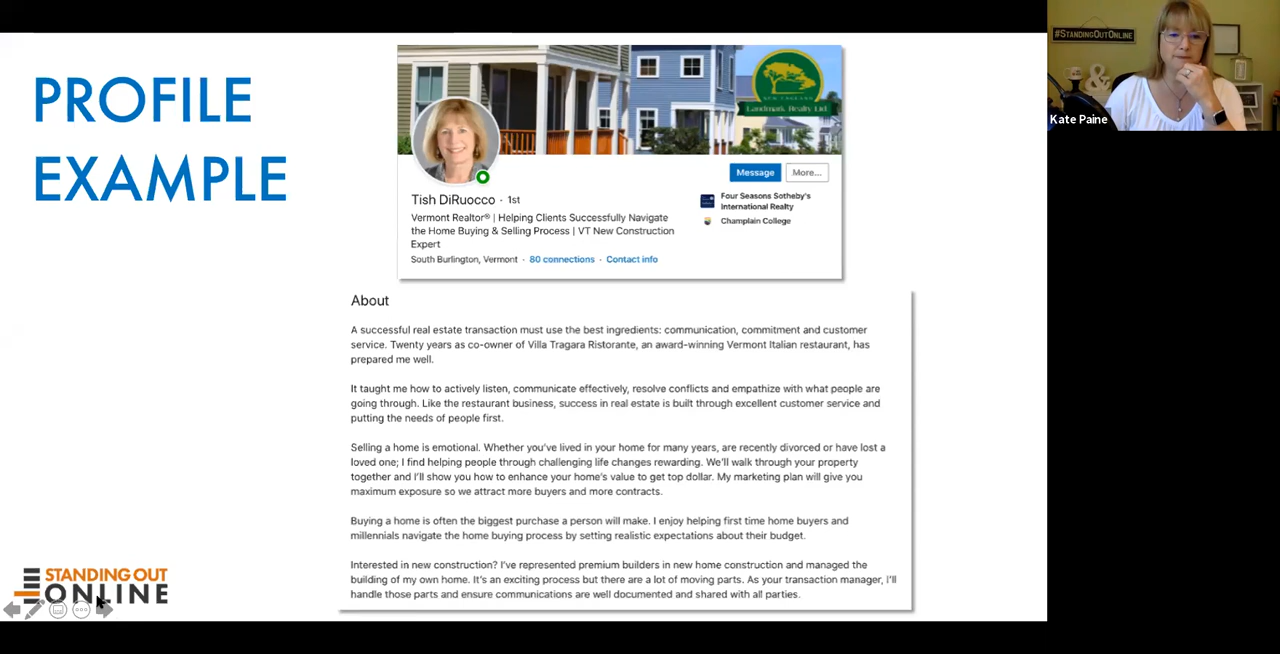 PROFILE
EXAMPLE
NEW ENGLAND
Landmark Realty Ltd.
Message
More...
Tish DiRuocco · 1st
Vermont Realtor® | Helping Clients Successfully Navigate
the Home Buying & Selling Process | VT New Construction
Expert
South Burlington, Vermont · 80 connections · Contact info
Four Seasons Sotheby's
International Realty
Champlain College
About
A successful real estate transaction must use the best ingredients: communication, commitment and customer
service. Twenty years as co-owner of Villa Tragara Ristorante, an award-winning Vermont Italian restaurant, has
prepared me well.
It taught me how to actively listen, communicate effectively, resolve conflicts and empathize with what people are
going through. Like the restaurant business, success in real estate is built through excellent customer service and
putting the needs of people first.
Selling a home is emotional. Whether you've lived in your home for many years, are recently divorced or have lost a
loved one; I find helping people through challenging life changes rewarding. We'll walk through your property
together and I'll show you how to enhance your home's value to get top dollar. My marketing plan will give you
maximum exposure so we attract more buyers and more contracts.
Buying a home is often the biggest purchase a person will make. I enjoy helping first time home buyers and
millennials navigate the home buying process by setting realistic expectations about their budget.
Interested in new construction? I've represented premium builders in new home construction and managed the
building of my own home. It's an exciting process but there are a lot of moving parts. As your transaction manager, I'll
handle those parts and ensure communications are well documented and shared with all parties.
STANDING OUT
ONLINE
#STANDINGOUTONLINE
&
Kate Paine